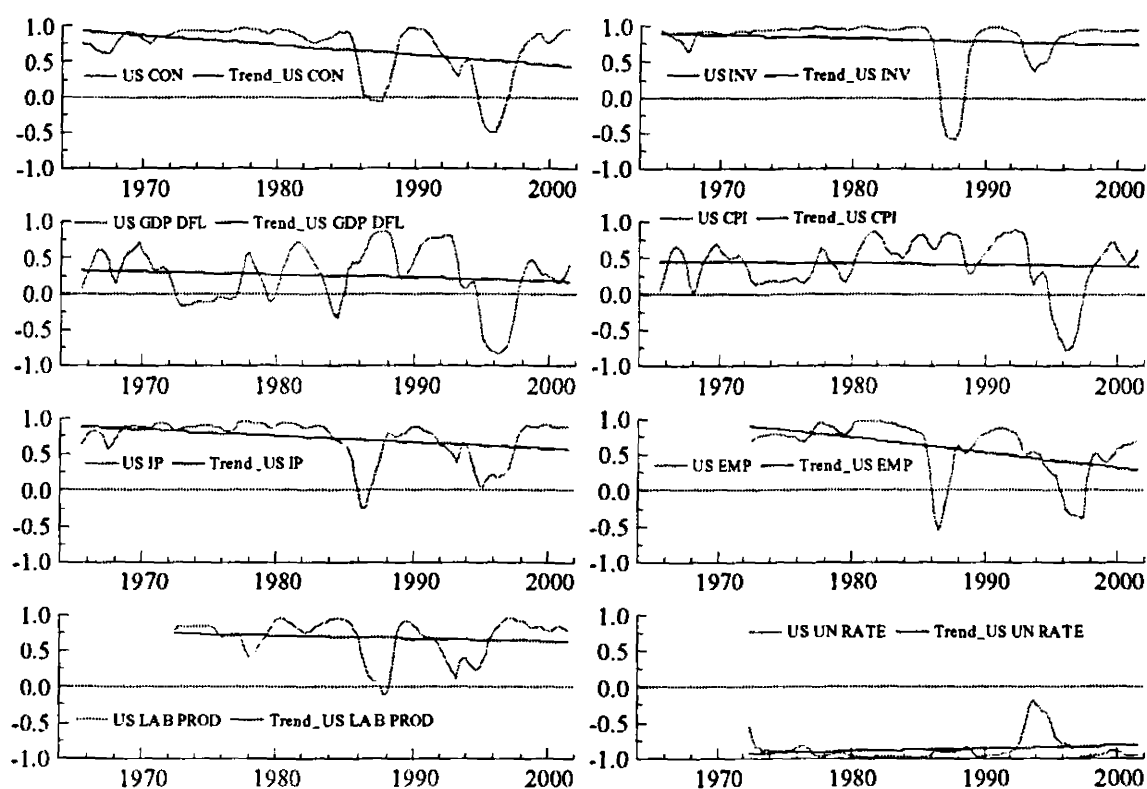 1.0
0.5
0.0
-0.5
-1.0
US CON Trend_US CON
1970 1980 1990 2000
1.0
0.5
0.0
-0.5
-1.0
US INV Trend_US INV
1970 1980 1990 2000
1.0
0.5
0.0
-0.5
-1.0
US GDP DFL Trend_US GDP DFL
1970 1980 1990 2000
1.0
0.5
0.0
-0.5
-1.0
US CPI Trend_US CPI
1970 1980 1990 2000
1.0
0.5
0.0
-0.5
-1.0
US IP Trend_US IP
1970 1980 1990 2000
1.0
0.5
0.0
-0.5
-1.0
US EMP Trend_US EMP
1970 1980 1990 2000
1.0
0.5
0.0
-0.5
-1.0
US LAB PROD Trend_US LAB PROD
1970 1980 1990 2000
1.0
0.5
0.0
-0.5
-1.0
US UN RATE Trend_US UN RATE
1970 1980 1990 2000